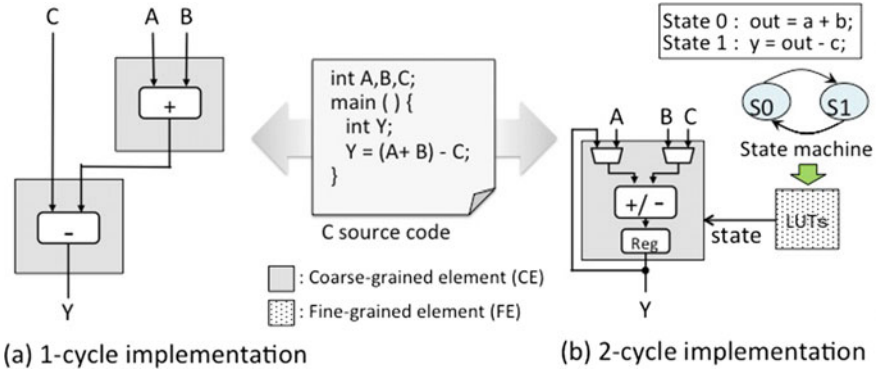 C A B
+
-
Y
(a) 1-cycle implementation
int A,B,C;
main ( ) {
int Y;
Y = (A+ B) - C;
}
C source code
: Coarse-grained element (CE)
: Fine-grained element (FE)
State 0 : out = a + b;
State 1 : y = out - c;
S0 S1
State machine
A B C
+/ -
Reg
state
LUTs
Y
(b) 2-cycle implementation